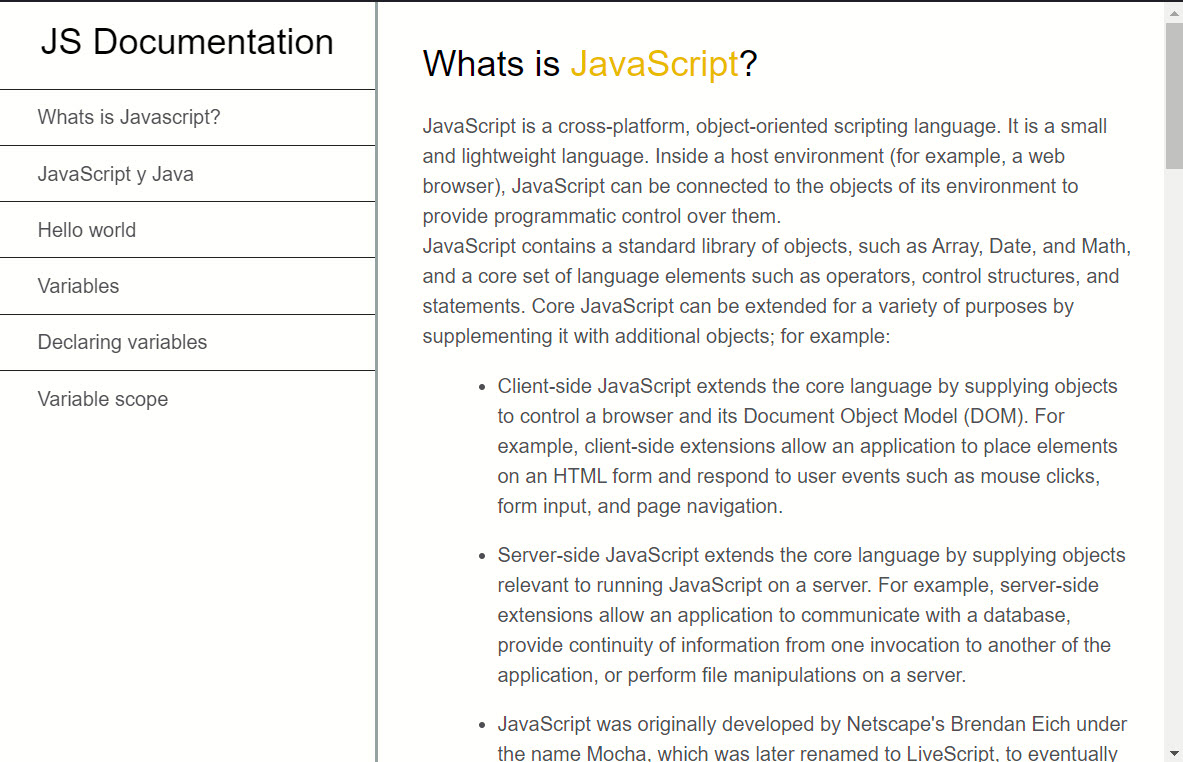 JS Documentation
Whats is Javascript?
JavaScript y Java
Hello world
Variables
Declaring variables
Variable scope
Whats is JavaScript?
JavaScript is a cross-platform, object-oriented scripting language. It is a small
and lightweight language. Inside a host environment (for example, a web
browser), JavaScript can be connected to the objects of its environment to
provide programmatic control over them.
JavaScript contains a standard library of objects, such as Array, Date, and Math,
and a core set of language elements such as operators, control structures, and
statements. Core JavaScript can be extended for a variety of purposes by
supplementing it with additional objects; for example:
• Client-side JavaScript extends the core language by supplying objects
to control a browser and its Document Object Model (DOM). For
example, client-side extensions allow an application to place elements
on an HTML form and respond to user events such as mouse clicks,
form input, and page navigation.
• Server-side JavaScript extends the core language by supplying objects
relevant to running JavaScript on a server. For example, server-side
extensions allow an application to communicate with a database,
provide continuity of information from one invocation to another of the
application, or perform file manipulations on a server.
• JavaScript was originally developed by Netscape's Brendan Eich under
the name Mocha, which was later renamed to LiveScript, to eventually